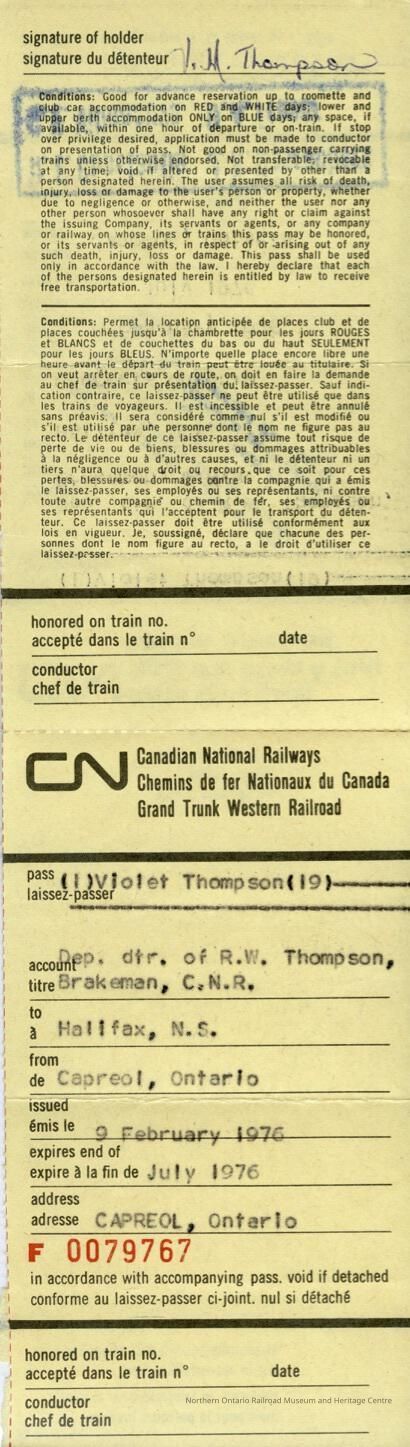 signature of holder
signature du détenteur V. M. Thompson
Conditions: Good for advance reservation up to roomette and
club car accommodation on RED and WHITE days; lower and
upper berth accommodation ONLY on BLUE days; any space, if
available, within one hour of departure or on-train. If stop
over privilege desired, application must be made to conductor
on presentation of pass. Not good on non-passenger carrying
trains unless otherwise endorsed. Not transferable; revocable
at any time; void if altered or presented by other than a
person designated herein. The user assumes all risk of death,
injury, loss or damage to the user's person or property, whether
due to negligence or otherwise, and neither the user nor any
other person whosoever shall have any right or claim against
the issuing Company, its servants or agents, or any company
or railway on whose lines or trains this pass may be honored,
or its servants or agents, in respect of or arising out of any
such death, injury, loss or damage. This pass shall be used
only in accordance with the law. I hereby declare that each
of the persons designated herein is entitled by law to receive
free transportation.
Conditions: Permet la location anticipée de places club et de
places couchées jusqu'à la chambrette pour les jours ROUGES
et BLANCS et de couchettes du bas ou du haut SEULEMENT
pour les jours BLEUS. N'importe quelle place encore libre une
heure avant le départ du train peut être louée au titulaire. Si
on veut arrêter en cours de route, on doit en faire la demande
au chef de train sur présentation du laissez-passer. Sauf indi-
cation contraire, ce laissez-passer ne peut être utilisé que dans
les trains de voyageurs. Il est incessible et peut être annulé
sans préavis. Il sera considéré comme nul s'il est modifié ou
s'il est utilisé par une personne dont le nom ne figure pas au
recto. Le détenteur de ce laissez-passer assume tout risque de
perte de vie ou de biens, blessures ou dommages attribuables
à la négligence ou à d'autres causes, et ni le détenteur ni un
tiers n'aura quelque droit ou recours que ce soit pour ces
pertes, blessures ou dommages contre la compagnie qui a émis
le laissez-passer, ses employés ou ses représentants, ni contre
toute autre compagnie ou chemin de fer, ses employés ou
ses représentants qui l'acceptent pour le transport du déten-
teur. Ce laissez-passer doit être utilisé conformément aux
lois en vigueur. Je, soussigné, déclare que chacune des per-
sonnes dont le nom figure au recto, a le droit d'utiliser ce
laissez-passer.
honored on train no.
accepté dans le train n° date
conductor
chef de train
CN Canadian National Railways
Chemins de fer Nationaux du Canada
Grand Trunk Western Railroad
pass (1)Violet Thompson(19)
laissez-passer
account Dep. dtr. of R.W. Thompson,
titre Brakeman, C.N.R.
to
à Halifax, N.S.
from
de Capreol, Ontario
issued
émis le 9 February 1976
expires end of
expire à la fin de July 1976
address
adresse CAPREOL, Ontario
F 0079767
in accordance with accompanying pass. void if detached
conforme au laissez-passer ci-joint. nul si détaché
honored on train no.
accepté dans le train n° date
conductor
chef de train
Northern Ontario Railroad Museum and Heritage Centre